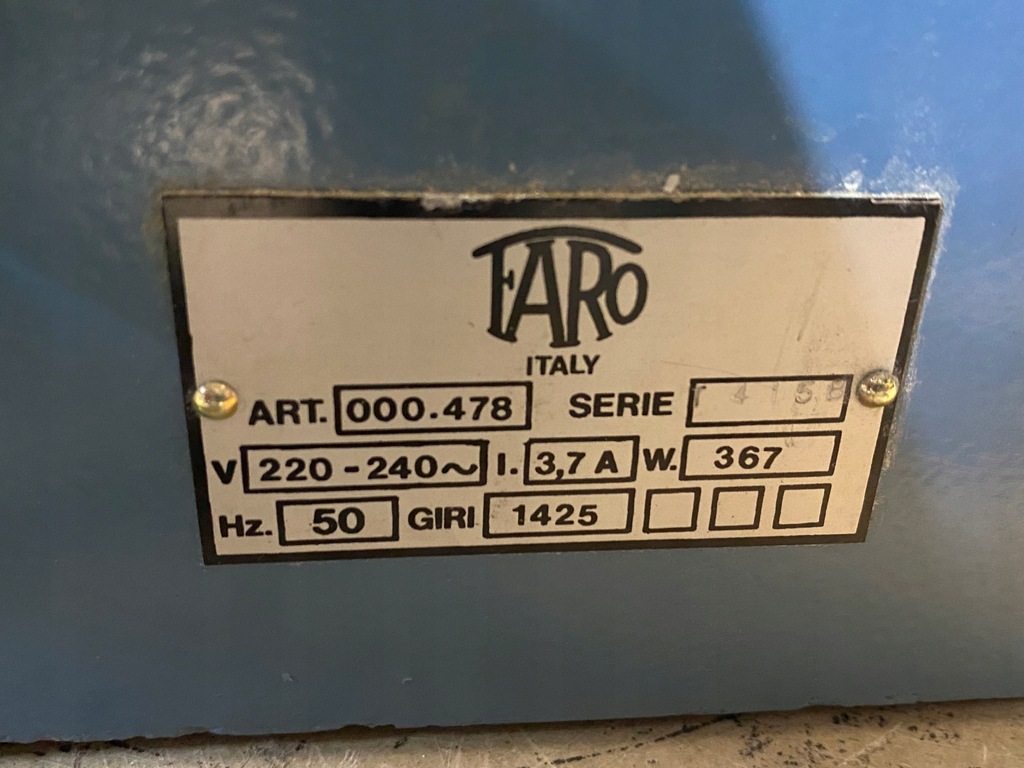 FARO
ITALY
ART. 000.478 SERIE
V 220-240~ I. 3,7 A W. 367
Hz. 50 GIRI 1425